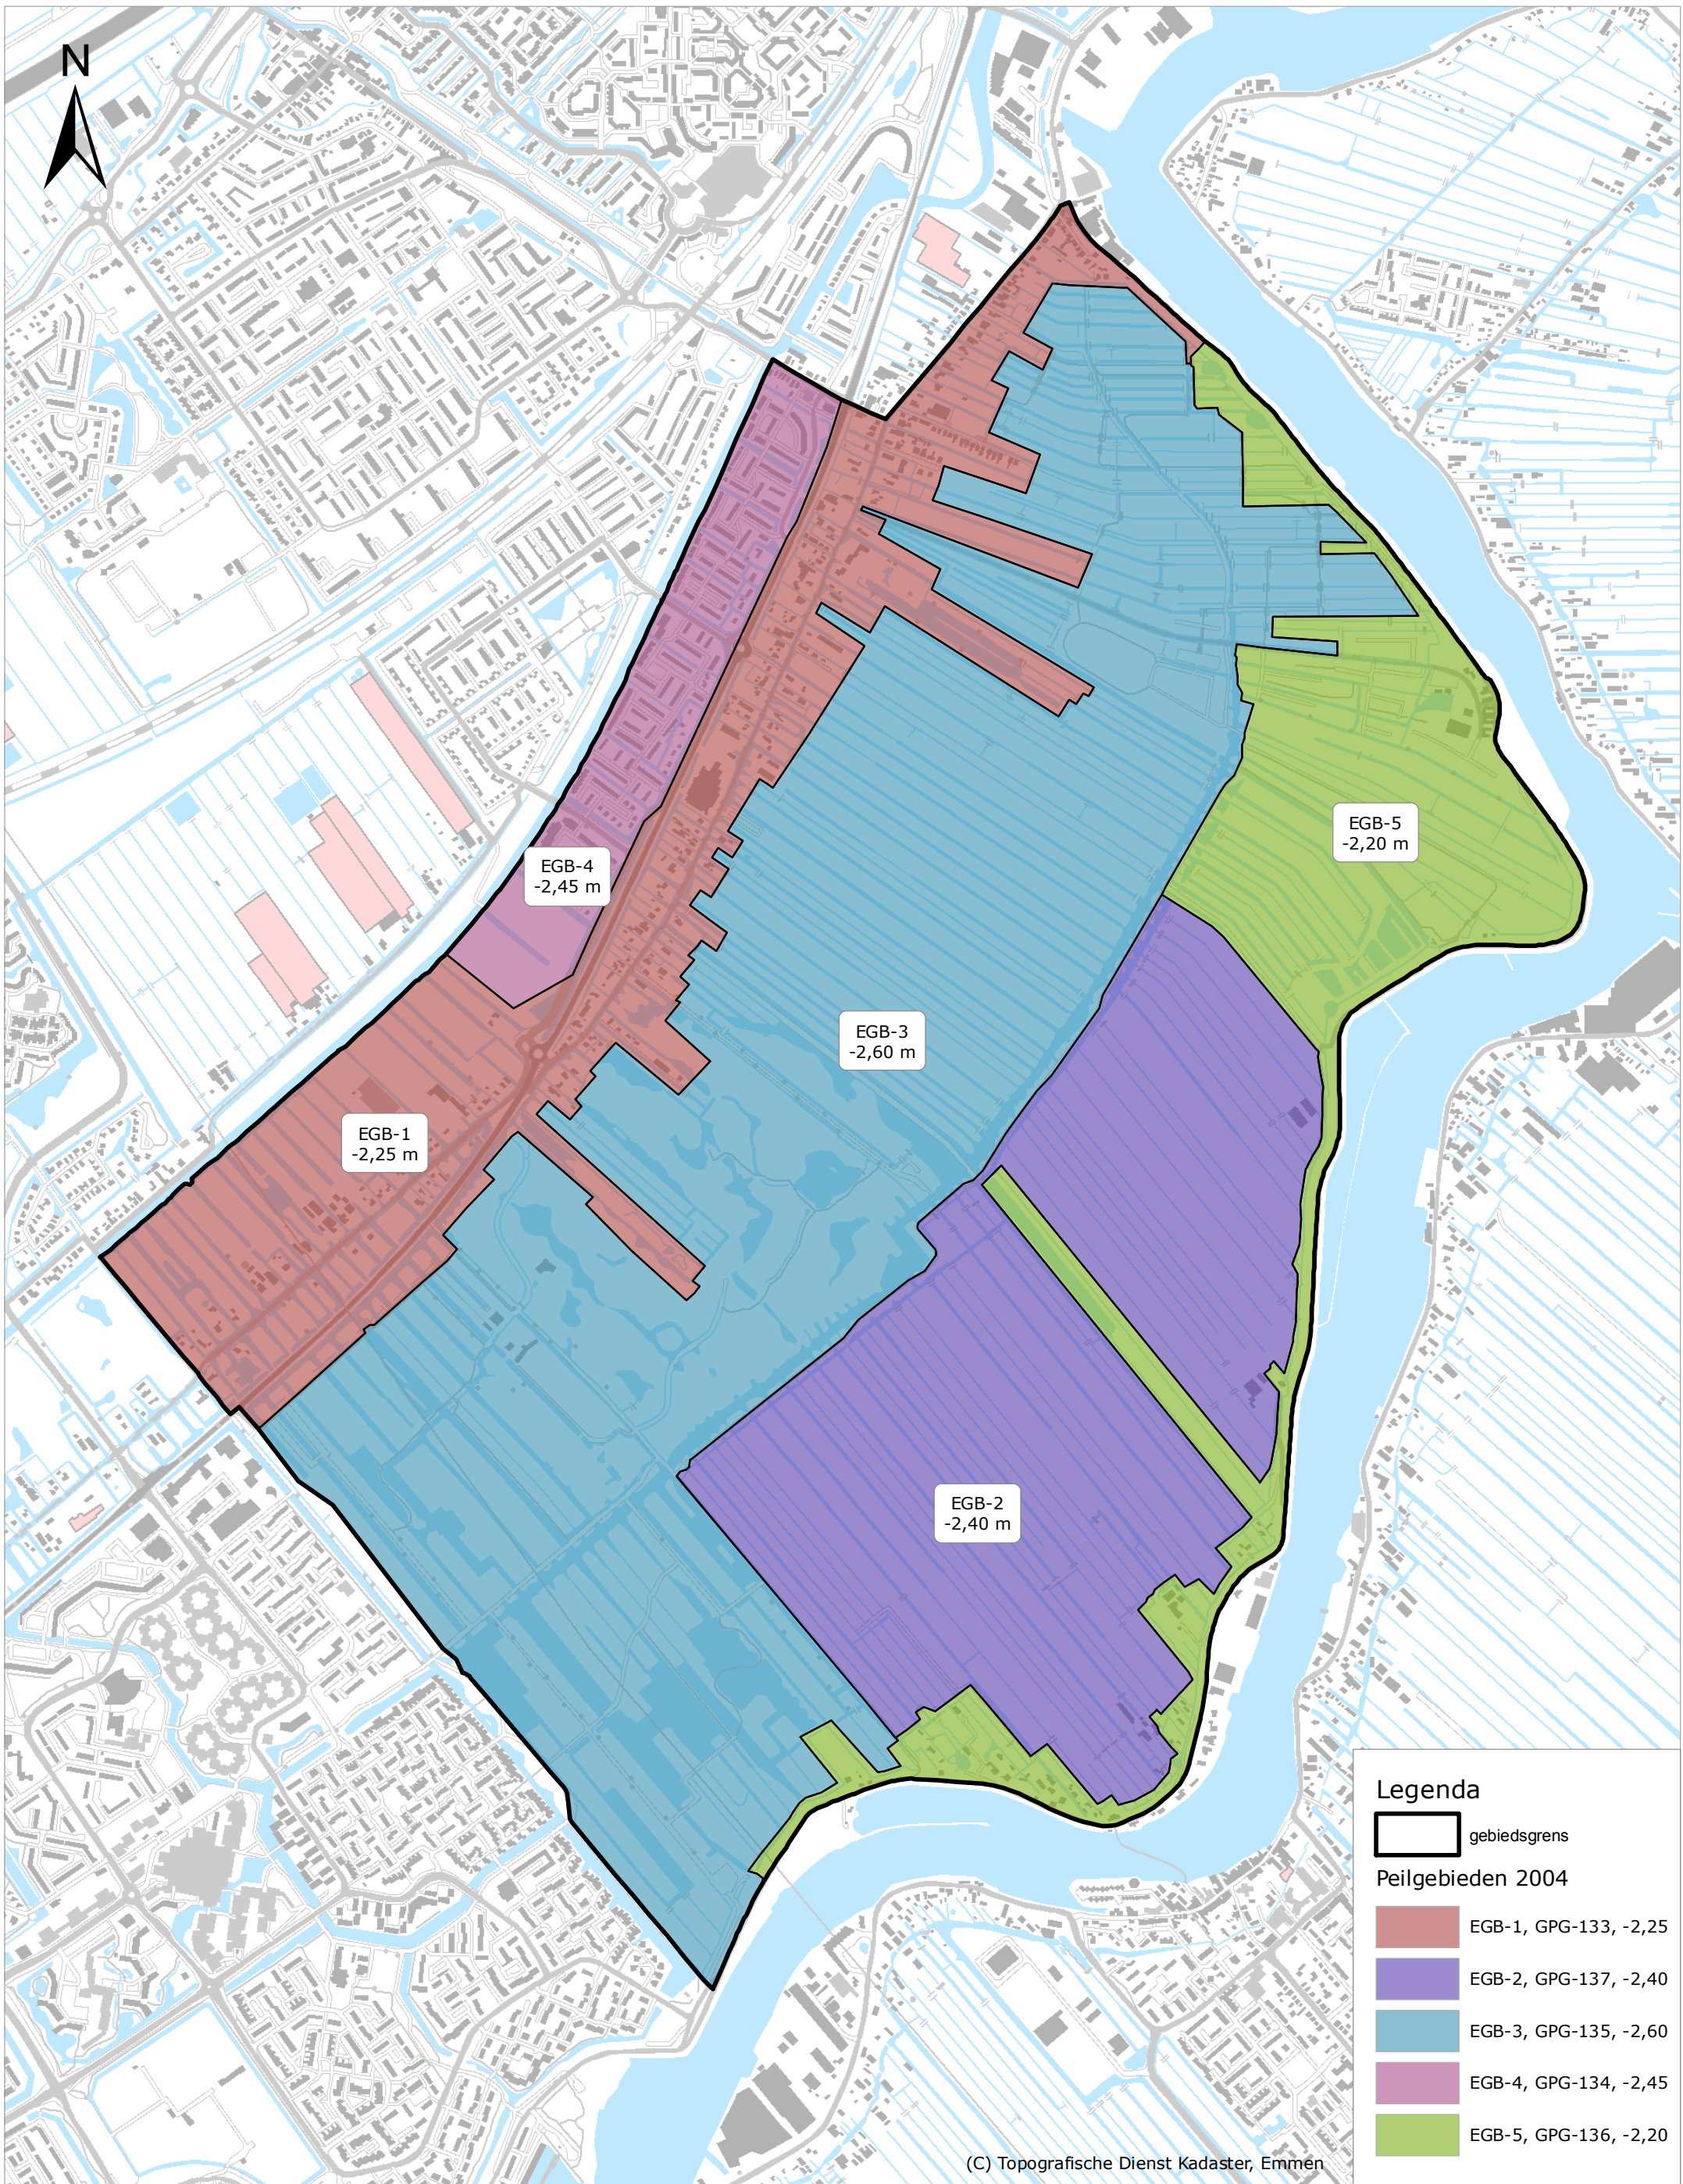 N
EGB-5
-2,20 m
EGB-4
-2,45 m
EGB-3
-2,60 m
EGB-1
-2,25 m
EGB-2
-2,40 m
Legenda
gebiedsgrens
Peilgebieden 2004
EGB-1, GPG-133, -2,25
EGB-2, GPG-137, -2,40
EGB-3, GPG-135, -2,60
EGB-4, GPG-134, -2,45
EGB-5, GPG-136, -2,20
(C) Topografische Dienst Kadaster, Emmen